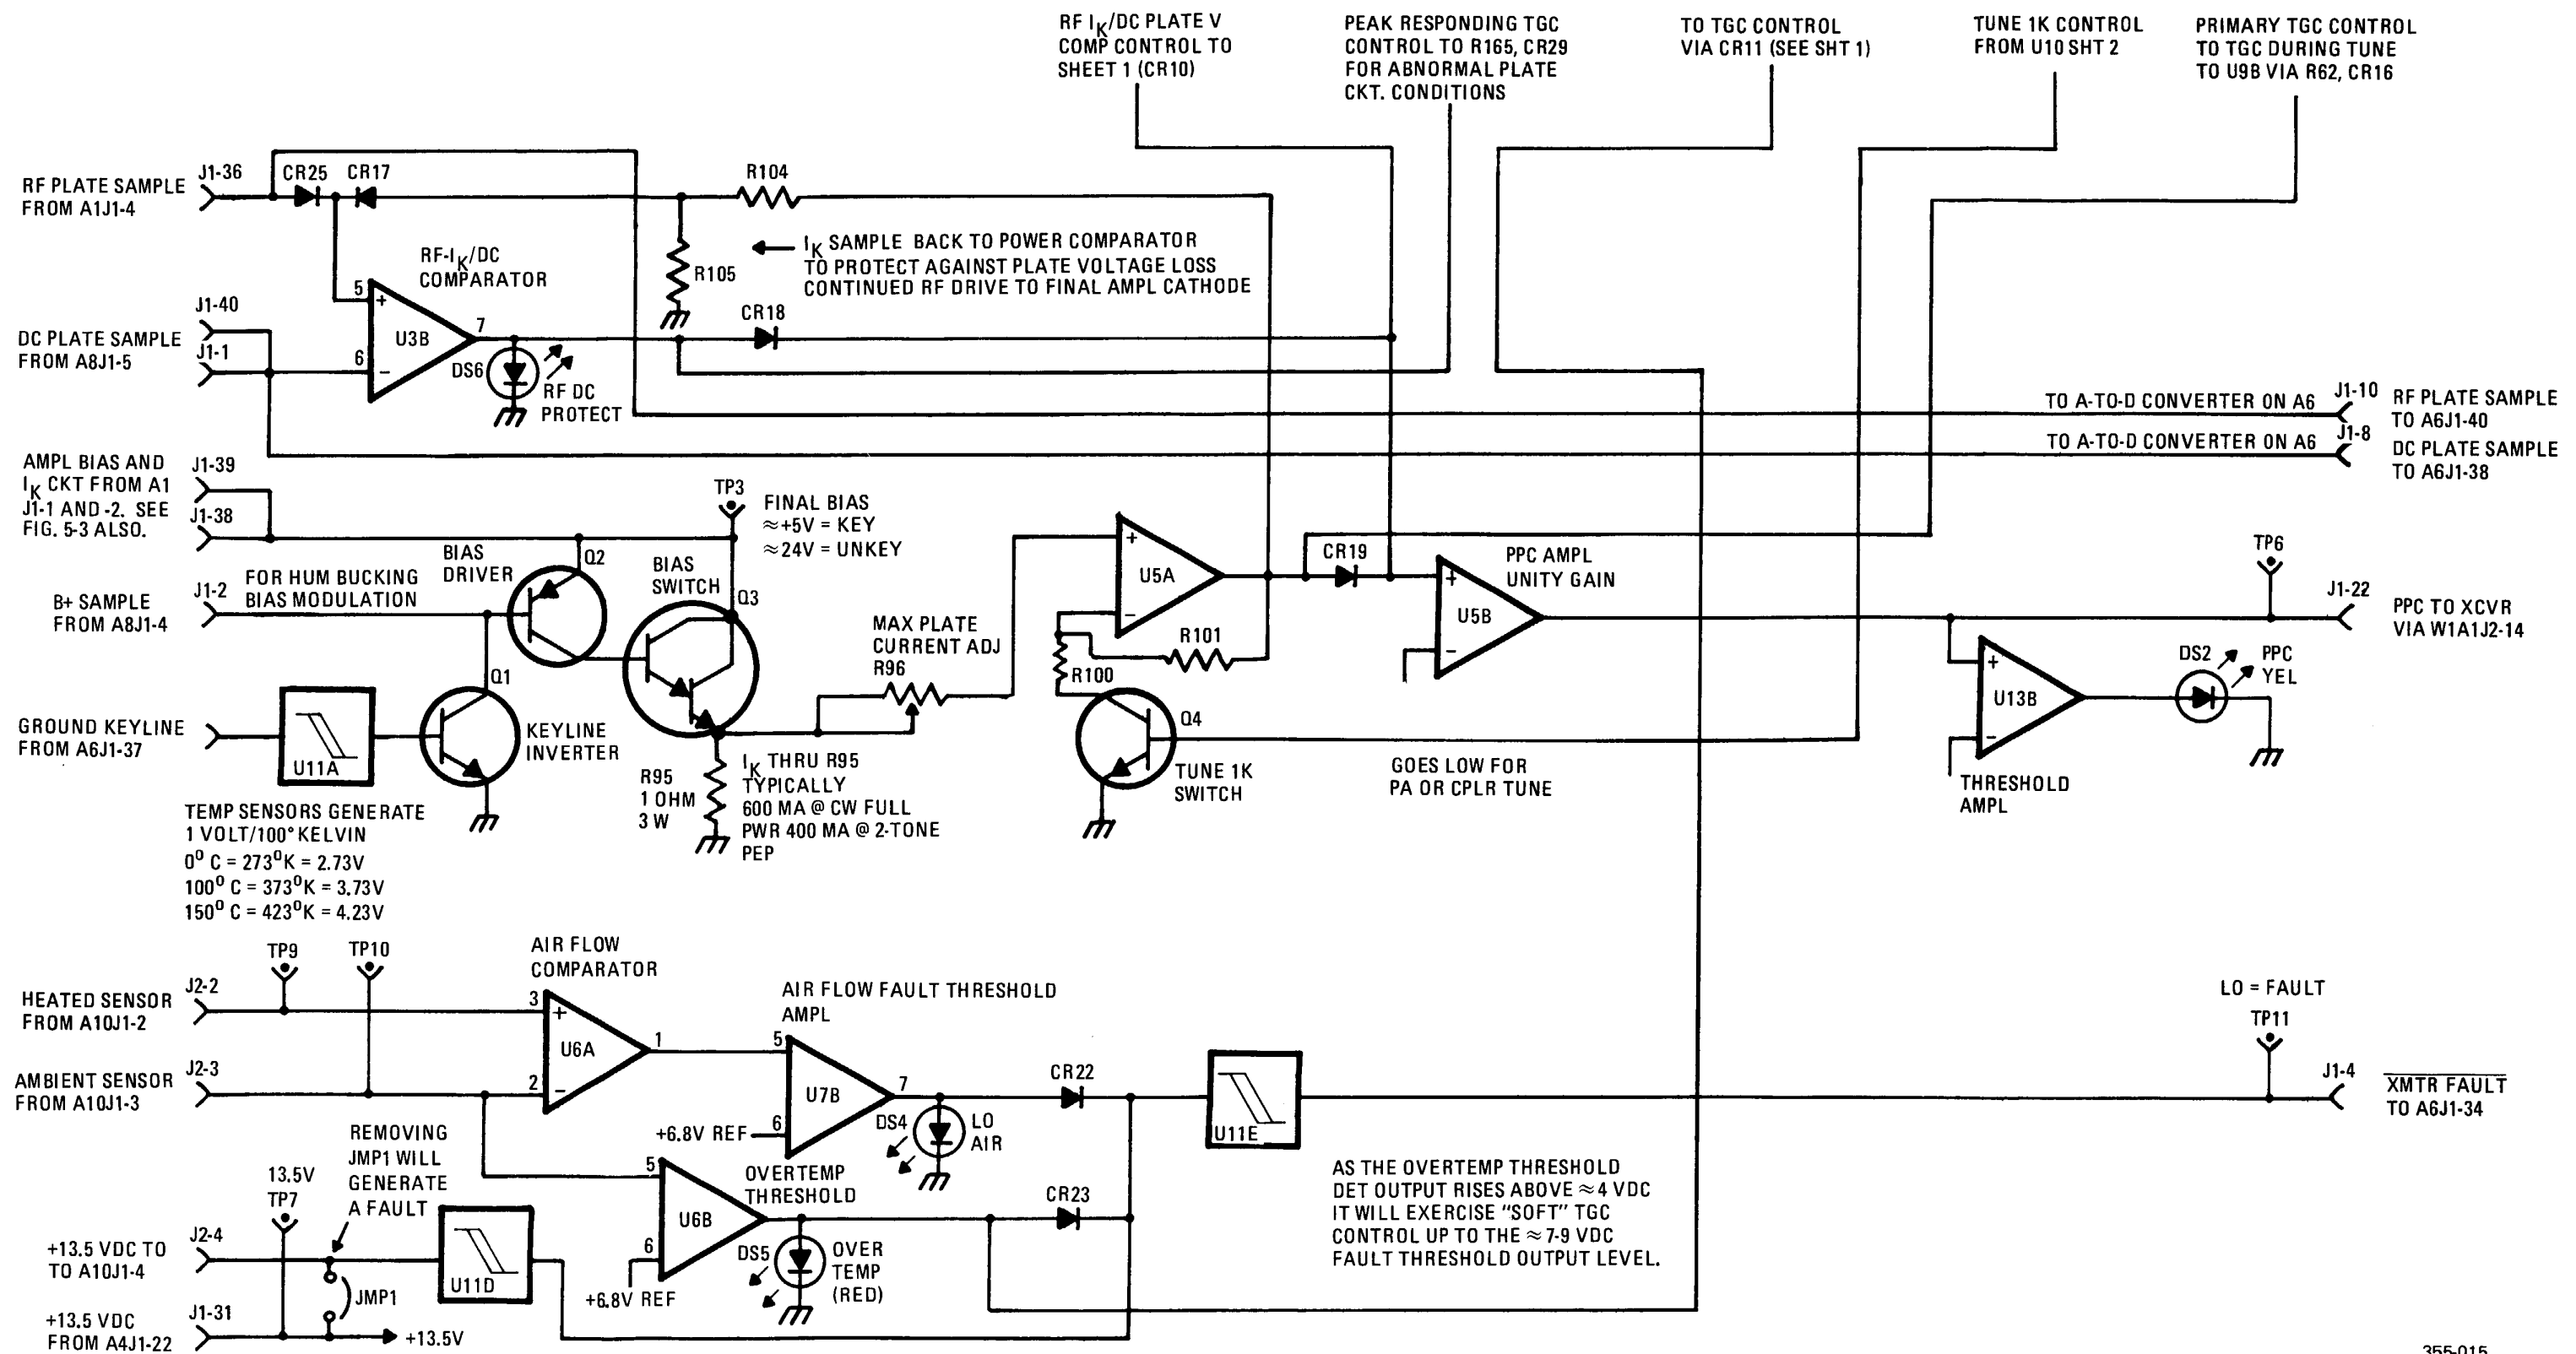 RF IK/DC PLATE V
COMP CONTROL TO
SHEET 1 (CR10)
PEAK RESPONDING TGC
CONTROL TO R165, CR29
FOR ABNORMAL PLATE
CKT. CONDITIONS
TO TGC CONTROL
VIA CR11 (SEE SHT 1)
TUNE 1K CONTROL
FROM U10 SHT 2
PRIMARY TGC CONTROL
TO TGC DURING TUNE
TO U9B VIA R62, CR16
RF PLATE SAMPLE
FROM A1J1-4
J1-36
CR25
CR17
R104
R105
IK SAMPLE BACK TO POWER COMPARATOR
TO PROTECT AGAINST PLATE VOLTAGE LOSS
CONTINUED RF DRIVE TO FINAL AMPL CATHODE
RF-IK/DC
COMPARATOR
J1-40
DC PLATE SAMPLE
FROM A8J1-5
J1-1
5
+
U3B
6
−
7
CR18
DS6
RF DC
PROTECT
TO A-TO-D CONVERTER ON A6
J1-10
RF PLATE SAMPLE
TO A6J1-40
TO A-TO-D CONVERTER ON A6
J1-8
DC PLATE SAMPLE
TO A6J1-38
AMPL BIAS AND
IK CKT FROM A1
J1-1 AND -2. SEE
FIG. 5-3 ALSO.
J1-39
J1-38
TP3
FINAL BIAS
≈+5V = KEY
≈24V = UNKEY
BIAS
DRIVER
Q2
BIAS
SWITCH
Q3
B+ SAMPLE
FROM A8J1-4
J1-2
FOR HUM BUCKING
BIAS MODULATION
MAX PLATE
CURRENT ADJ
R96
+
U5A
−
R101
R100
CR19
PPC AMPL
UNITY GAIN
+
U5B
−
TP6
J1-22
PPC TO XCVR
VIA W1A1J2-14
+
U13B
−
DS2
PPC
YEL
THRESHOLD
AMPL
Q1
GROUND KEYLINE
FROM A6J1-37
U11A
KEYLINE
INVERTER
R95
1 OHM
3 W
IK THRU R95
TYPICALLY
600 MA @ CW FULL
PWR 400 MA @ 2-TONE
PEP
Q4
TUNE 1K
SWITCH
GOES LOW FOR
PA OR CPLR TUNE
TEMP SENSORS GENERATE
1 VOLT/100° KELVIN
0° C = 273°K = 2.73V
100° C = 373°K = 3.73V
150° C = 423°K = 4.23V
TP9
TP10
AIR FLOW
COMPARATOR
HEATED SENSOR
FROM A10J1-2
J2-2
3
+
U6A
2
−
1
AMBIENT SENSOR
FROM A10J1-3
J2-3
AIR FLOW FAULT THRESHOLD
AMPL
5
U7B
6
7
+6.8V REF
DS4
LO
AIR
CR22
U11E
LO = FAULT
TP11
J1-4
XMTR FAULT
TO A6J1-34
REMOVING
JMP1 WILL
GENERATE
A FAULT
13.5V
TP7
OVERTEMP
THRESHOLD
5
U6B
6
+6.8V REF
DS5
OVER
TEMP
(RED)
CR23
AS THE OVERTEMP THRESHOLD
DET OUTPUT RISES ABOVE ≈4 VDC
IT WILL EXERCISE "SOFT" TGC
CONTROL UP TO THE ≈7-9 VDC
FAULT THRESHOLD OUTPUT LEVEL.
+13.5 VDC TO
TO A10J1-4
J2-4
U11D
JMP1
+13.5 VDC
FROM A4J1-22
J1-31
+13.5V
355-015